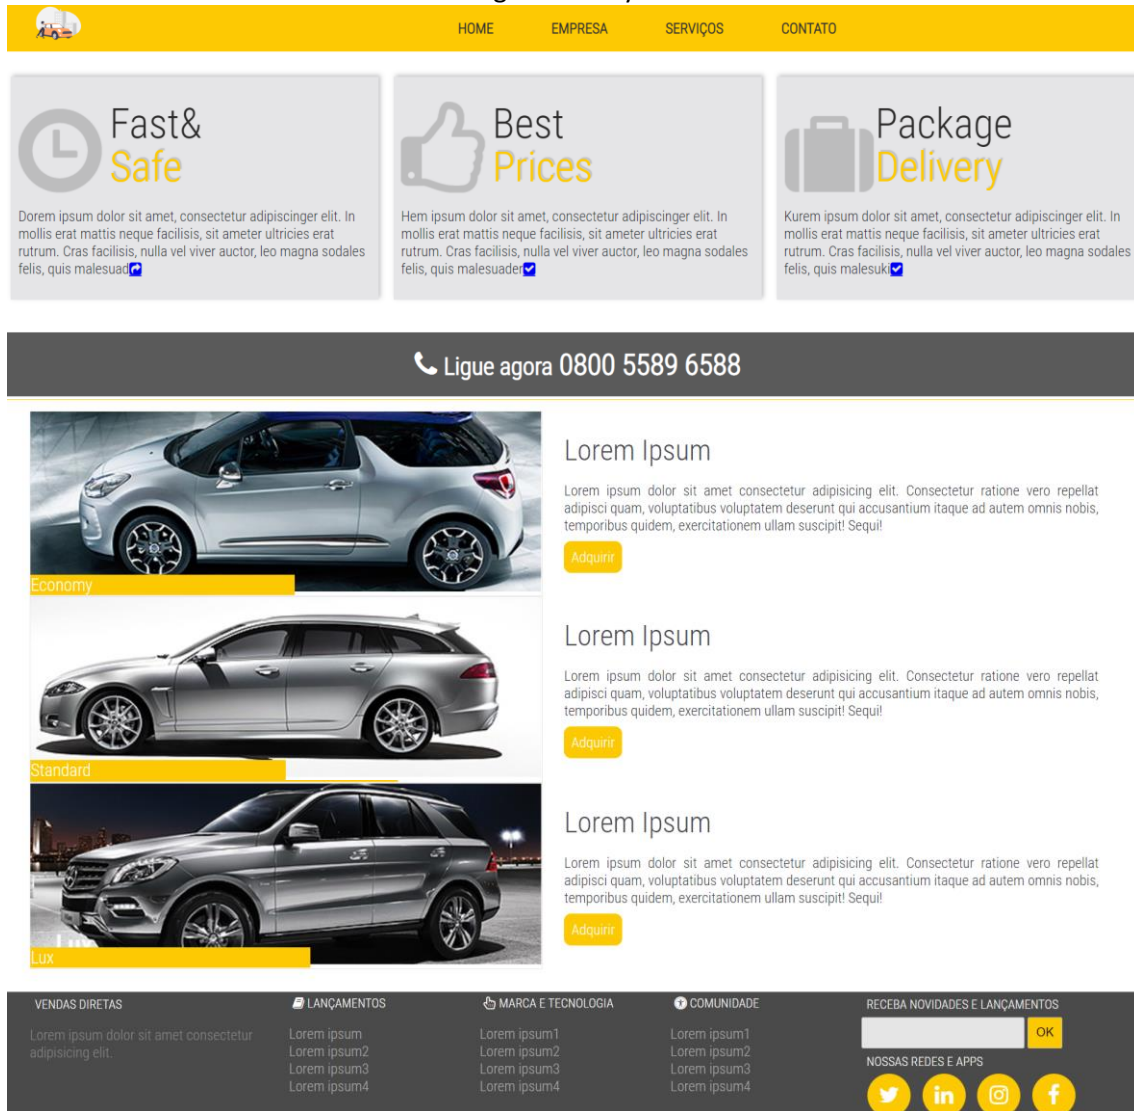 HOME EMPRESA SERVIÇOS CONTATO
Fast&
Safe
Dorem ipsum dolor sit amet, consectetur adipiscinger elit. In
mollis erat mattis neque facilisis, sit ameter ultricies erat
rutrum. Cras facilisis, nulla vel viver auctor, leo magna sodales
felis, quis malesuad
Best
Prices
Hem ipsum dolor sit amet, consectetur adipiscinger elit. In
mollis erat mattis neque facilisis, sit ameter ultricies erat
rutrum. Cras facilisis, nulla vel viver auctor, leo magna sodales
felis, quis malesuader
Package
Delivery
Kurem ipsum dolor sit amet, consectetur adipiscinger elit. In
mollis erat mattis neque facilisis, sit ameter ultricies erat
rutrum. Cras facilisis, nulla vel viver auctor, leo magna sodales
felis, quis malesuki
Ligue agora 0800 5589 6588
Economy
Lorem Ipsum
Lorem ipsum dolor sit amet consectetur adipisicing elit. Consectetur ratione vero repellat
adipisci quam, voluptatibus voluptatem deserunt qui accusantium itaque ad autem omnis nobis,
temporibus quidem, exercitationem ullam suscipit! Sequi!
Adquirir
Standard
Lorem Ipsum
Lorem ipsum dolor sit amet consectetur adipisicing elit. Consectetur ratione vero repellat
adipisci quam, voluptatibus voluptatem deserunt qui accusantium itaque ad autem omnis nobis,
temporibus quidem, exercitationem ullam suscipit! Sequi!
Adquirir
Lux
Lorem Ipsum
Lorem ipsum dolor sit amet consectetur adipisicing elit. Consectetur ratione vero repellat
adipisci quam, voluptatibus voluptatem deserunt qui accusantium itaque ad autem omnis nobis,
temporibus quidem, exercitationem ullam suscipit! Sequi!
Adquirir
VENDAS DIRETAS
Lorem ipsum dolor sit amet consectetur
adipisicing elit.
LANÇAMENTOS
Lorem ipsum
Lorem ipsum2
Lorem ipsum3
Lorem ipsum4
MARCA E TECNOLOGIA
Lorem ipsum1
Lorem ipsum2
Lorem ipsum3
Lorem ipsum4
COMUNIDADE
Lorem ipsum1
Lorem ipsum2
Lorem ipsum3
Lorem ipsum4
RECEBA NOVIDADES E LANÇAMENTOS
OK
NOSSAS REDES E APPS